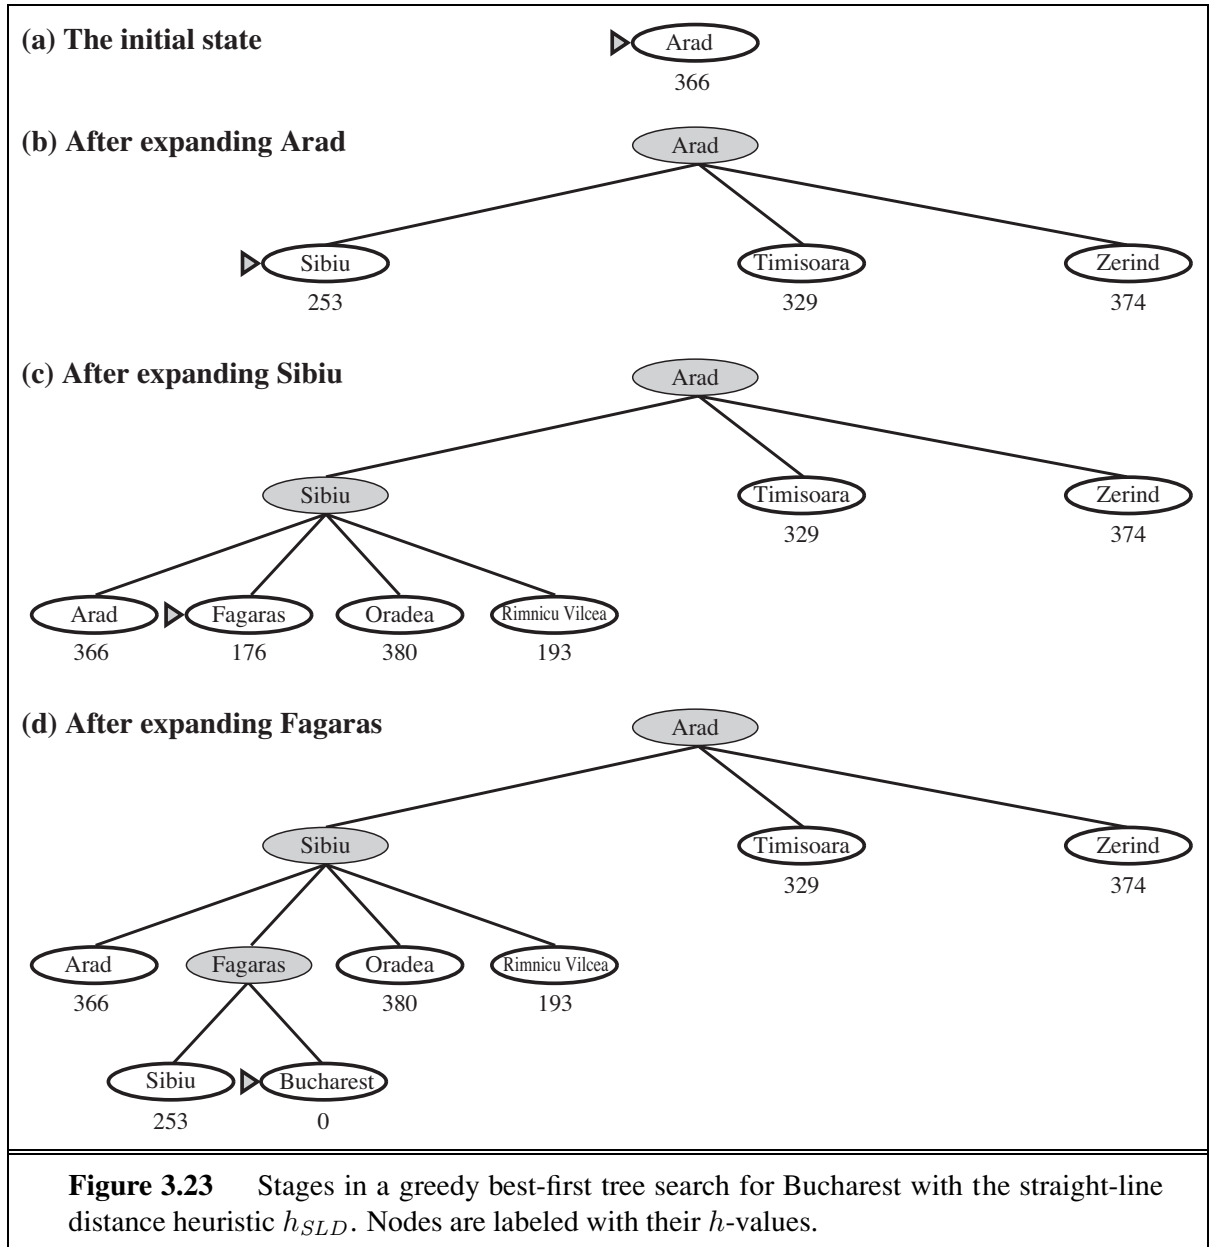 (a) The initial state
Arad
366
(b) After expanding Arad
Arad
Sibiu Timisoara Zerind
253 329 374
(c) After expanding Sibiu
Arad
Sibiu Timisoara Zerind
329 374
Arad Fagaras Oradea Rimnicu Vilcea
366 176 380 193
(d) After expanding Fagaras
Arad
Sibiu Timisoara Zerind
329 374
Arad Fagaras Oradea Rimnicu Vilcea
366 380 193
Sibiu Bucharest
253 0
Figure 3.23 Stages in a greedy best-first tree search for Bucharest with the straight-line
distance heuristic hSLD. Nodes are labeled with their h-values.